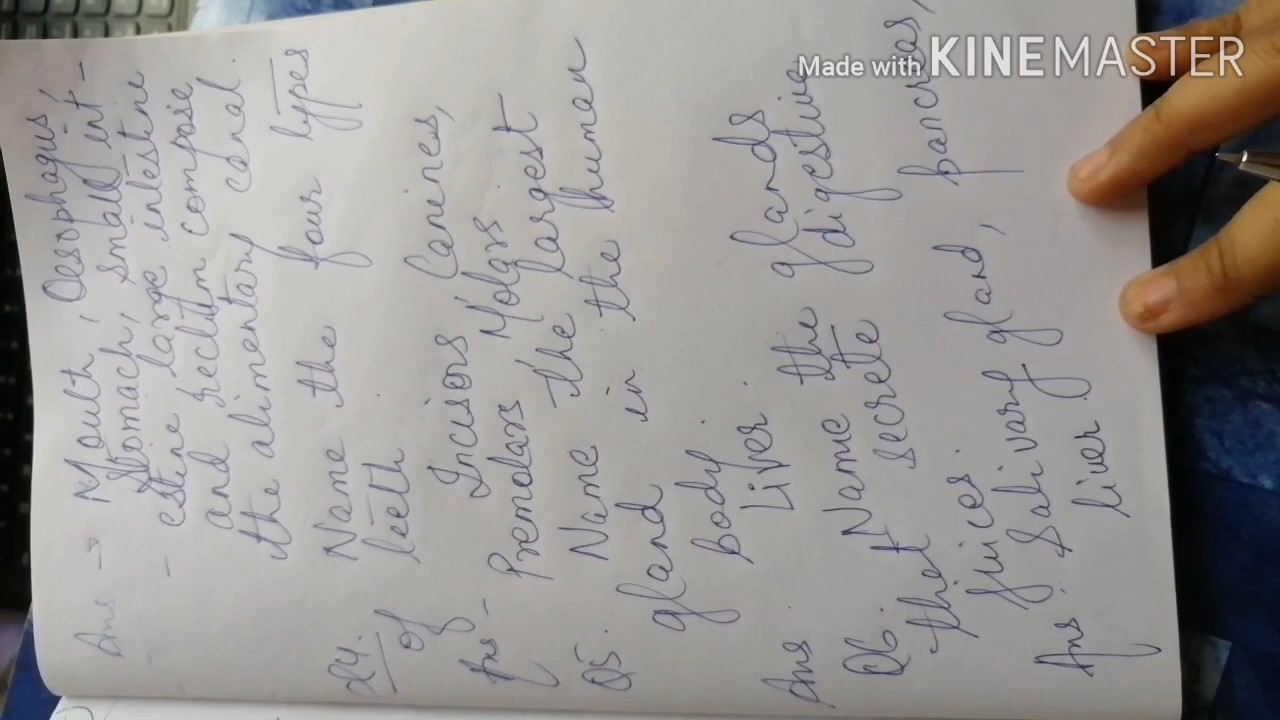 Ans → Mouth, Oesophagus,
Stomach, small int-
- estine large intestine
and rectum compose
the alimentary canal.
Q4. Name the four types
of teeth
Ans- Incisors, Canines,
Premolars Molars
Q5. Name the largest
gland in the human
body.
Ans Liver.
Q6. Name the glands
that secrete digestive
juices.
Ans. Salivary gland, pancreas,
liver.
Made with KINEMASTER